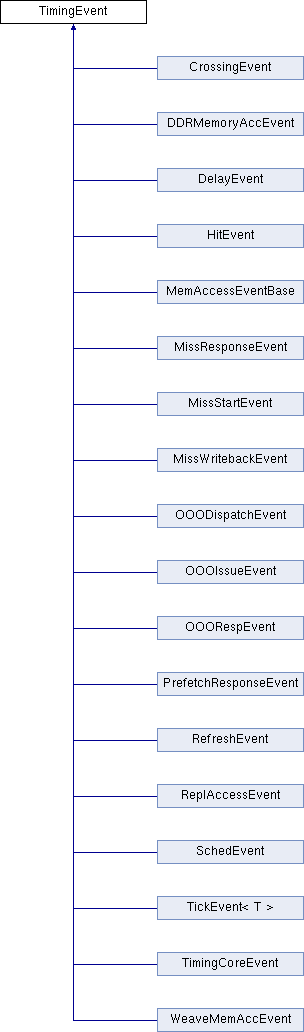 TimingEvent
CrossingEvent
DDRMemoryAccEvent
DelayEvent
HitEvent
MemAccessEventBase
MissResponseEvent
MissStartEvent
MissWritebackEvent
OOODispatchEvent
OOOIssueEvent
OOORespEvent
PrefetchResponseEvent
RefreshEvent
ReplAccessEvent
SchedEvent
TickEvent< T >
TimingCoreEvent
WeaveMemAccEvent